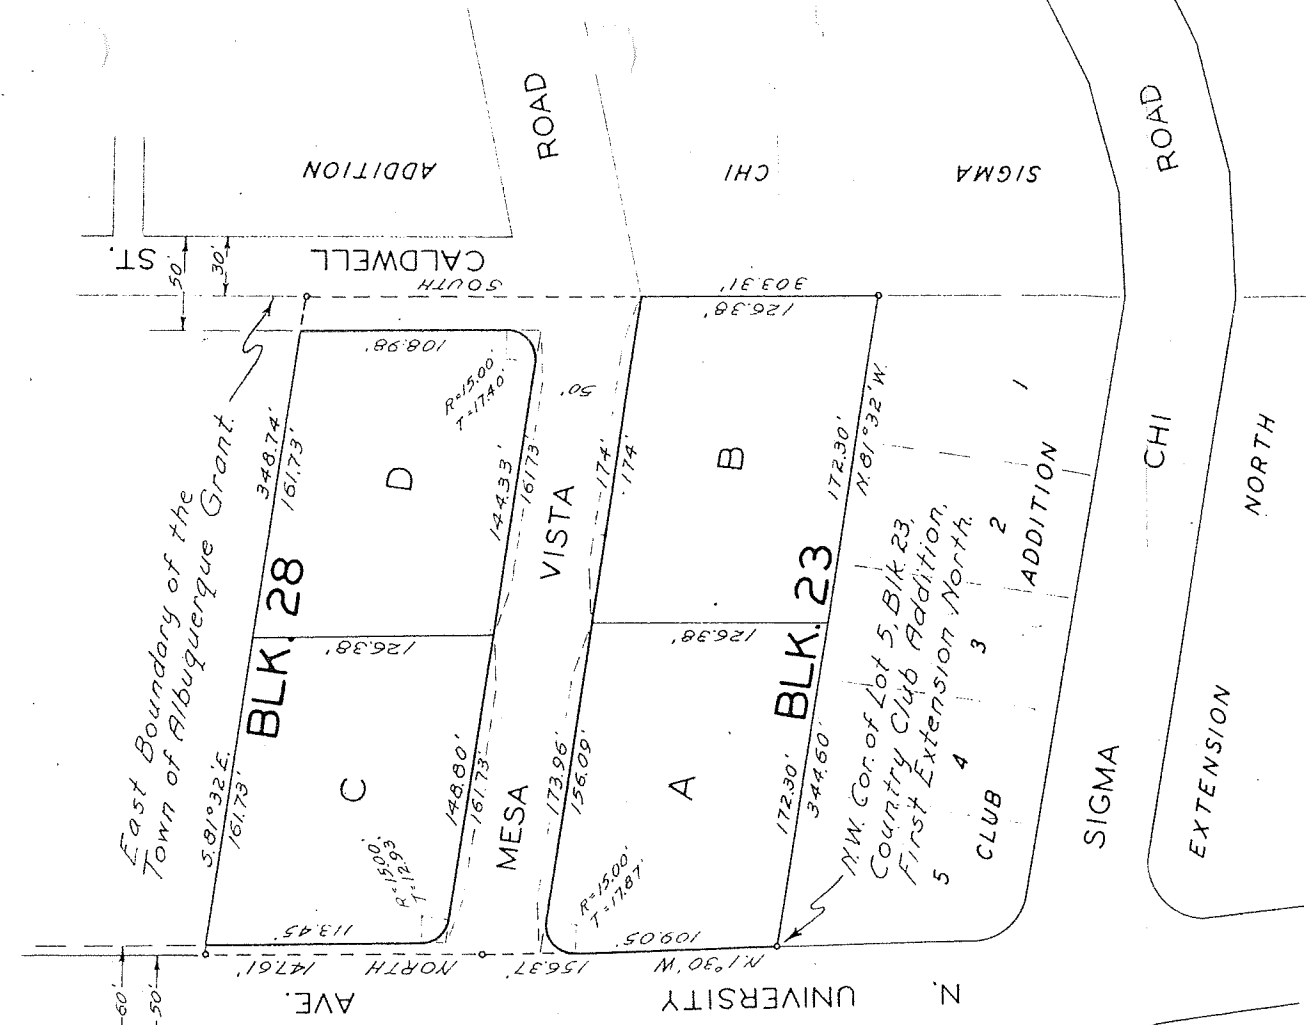 ADDITION
ROAD
CHI
SIGMA
ROAD
CALDWELL
ST.
50'
30'
SOUTH
303.31'
126.38'
108.98'
R=15.00'
T=17.40'
50'
East Boundary of the
Town of Albuquerque Grant.
348.74'
161.73'
D
144.33'
161.73'
VISTA
174'
174'
B
172.30'
N.81°32'W.
1
BLK. 28
126.38'
126.38'
BLK. 23
N.W. Cor. of Lot 5, Blk. 23,
Country Club Addition,
First Extension North.
2
ADDITION
3
CHI
NORTH
S.81°32'E.
161.73'
C
148.80'
161.73'
R=15.00'
T=12.93'
MESA
173.96'
156.09'
A
R=15.00'
T=17.87'
172.30'
344.60'
4
5
CLUB
SIGMA
EXTENSION
113.45'
109.05'
147.61'
NORTH
156.37'
N.1°30'W
60'
50'
AVE.
UNIVERSITY
N.